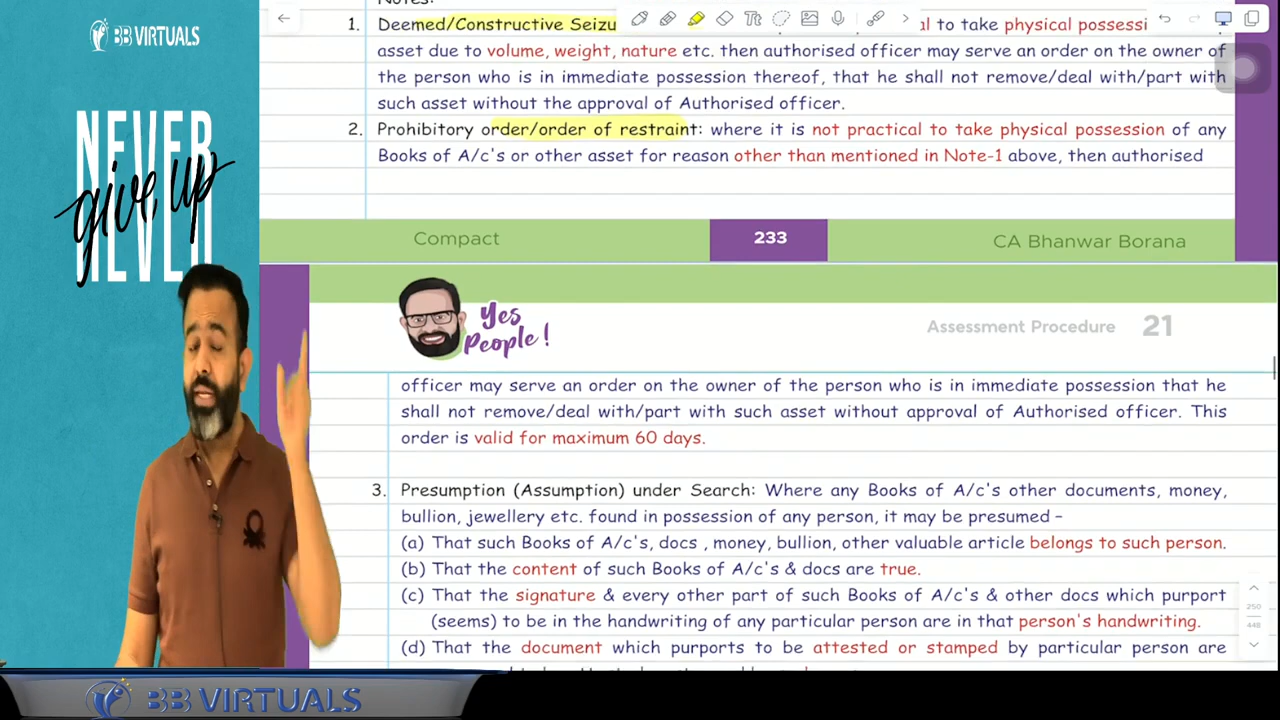 BB VIRTUALS
NEVER
give up
NEVER
Notes:
1. Deemed/Constructive Seizu al to take physical possessi
asset due to volume, weight, nature etc. then authorised officer may serve an order on the owner of
the person who is in immediate possession thereof, that he shall not remove/deal with/part with
such asset without the approval of Authorised officer.
2. Prohibitory order/order of restraint: where it is not practical to take physical possession of any
Books of A/c's or other asset for reason other than mentioned in Note-1 above, then authorised
Compact 233 CA Bhanwar Borana
Yes
People !
Assessment Procedure 21
officer may serve an order on the owner of the person who is in immediate possession that he
shall not remove/deal with/part with such asset without approval of Authorised officer. This
order is valid for maximum 60 days.
3. Presumption (Assumption) under Search: Where any Books of A/c's other documents, money,
bullion, jewellery etc. found in possession of any person, it may be presumed –
(a) That such Books of A/c's, docs , money, bullion, other valuable article belongs to such person.
(b) That the content of such Books of A/c's & docs are true.
(c) That the signature & every other part of such Books of A/c's & other docs which purport
(seems) to be in the handwriting of any particular person are in that person's handwriting.
(d) That the document which purports to be attested or stamped by particular person are
250
448
BB VIRTUALS